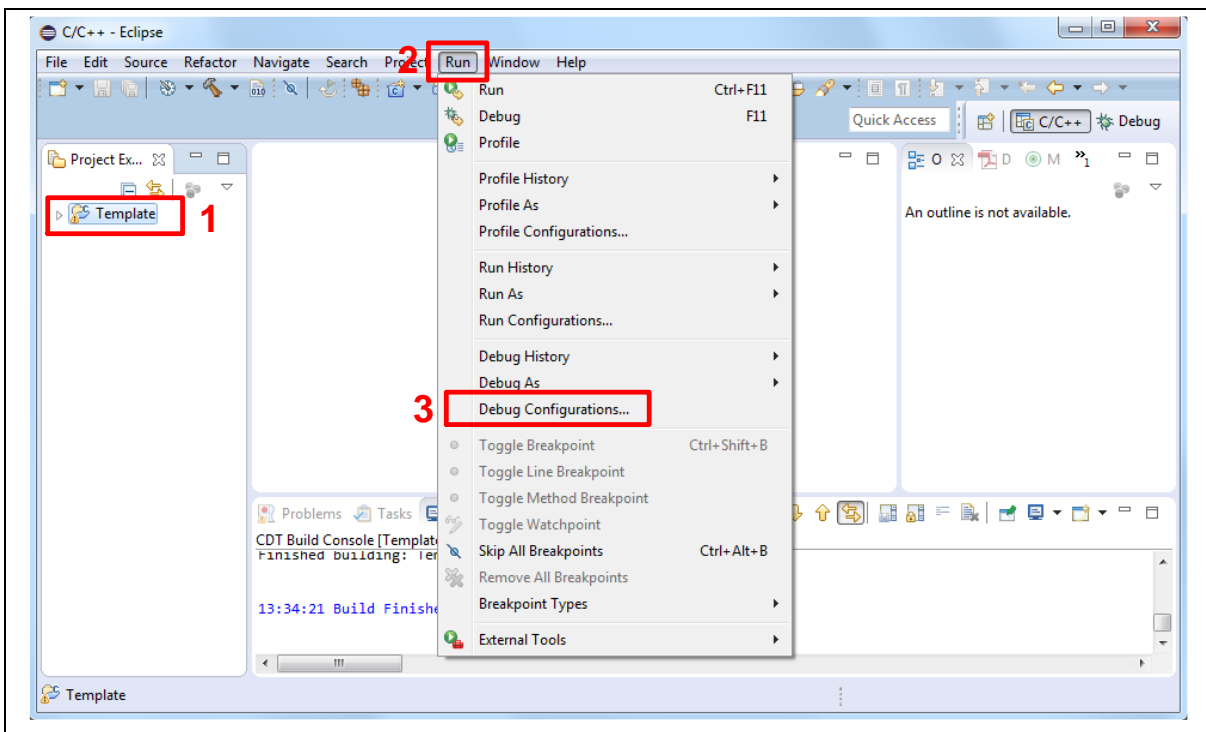 C/C++ - Eclipse
File Edit Source Refactor Navigate Search Project Run Window Help
2
Quick Access
C/C++
Debug
Project Ex...
Template
1
Run Ctrl+F11
Debug F11
Profile
Profile History
Profile As
Profile Configurations...
Run History
Run As
Run Configurations...
Debug History
Debug As
3
Debug Configurations...
Toggle Breakpoint Ctrl+Shift+B
Toggle Line Breakpoint
Toggle Method Breakpoint
Toggle Watchpoint
Skip All Breakpoints Ctrl+Alt+B
Remove All Breakpoints
Breakpoint Types
External Tools
O D M »1
An outline is not available.
Problems Tasks
CDT Build Console [Templat
Finished building: Te
13:34:21 Build Finishe
Template